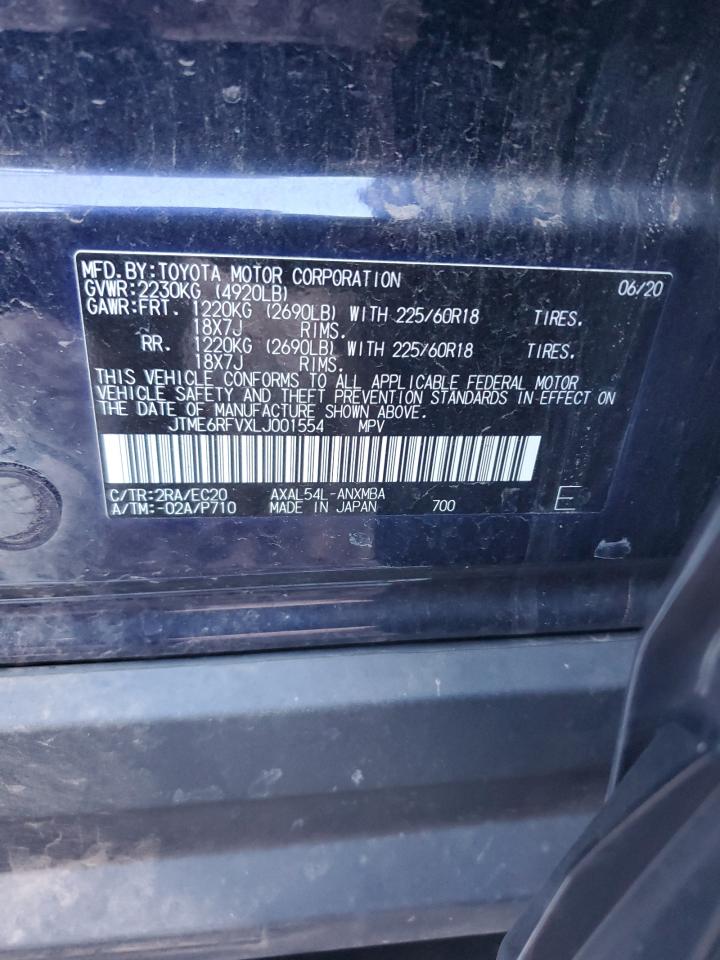 MFD.BY:TOYOTA MOTOR CORPORATION 06/20
GVWR:2230KG (4920LB)
GAWR:FRT. 1220KG (2690LB) WITH 225/60R18 TIRES.
18X7J RIMS.
RR. 1220KG (2690LB) WITH 225/60R18 TIRES.
18X7J RIMS.
THIS VEHICLE CONFORMS TO ALL APPLICABLE FEDERAL MOTOR
VEHICLE SAFETY AND THEFT PREVENTION STANDARDS IN EFFECT ON
THE DATE OF MANUFACTURE SHOWN ABOVE.
JTME6RFVXLJ001554 MPV
C/TR:2RA/EC20 AXAL54L-ANXMBA
A/TM:-02A/P710 MADE IN JAPAN 700 E